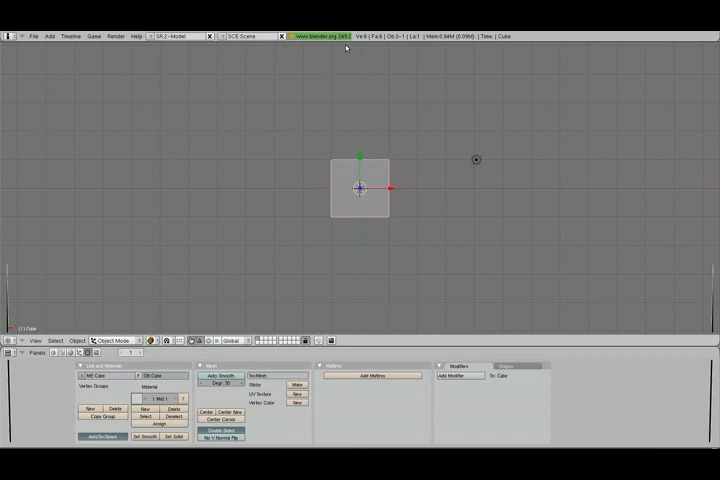 File Add Timeline Game Render Help SR:2-Model SCE:Scene www.blender.org 249.2 Ve:8 | Fa:6 | Ob:3-1 | La:1 | Mem:0.94M (0.09M) | Time: | Cube
(1) Cube
View Select Object Object Mode Global
Panels 1
Link and Materials Mesh Multires Modifiers Shapes
ME:Cube F OB:Cube Auto Smooth TexMesh: Add Multires Add Modifier To: Cube
Vertex Groups Material Degr: 30 Sticky Make
1 Mat 1 ? UV Texture New
Vertex Color New
New Delete New Delete Center Center New
Copy Group Select Deselect Center Cursor
Assign
Double Sided
AutoTexSpace Set Smooth Set Solid No V.Normal Flip